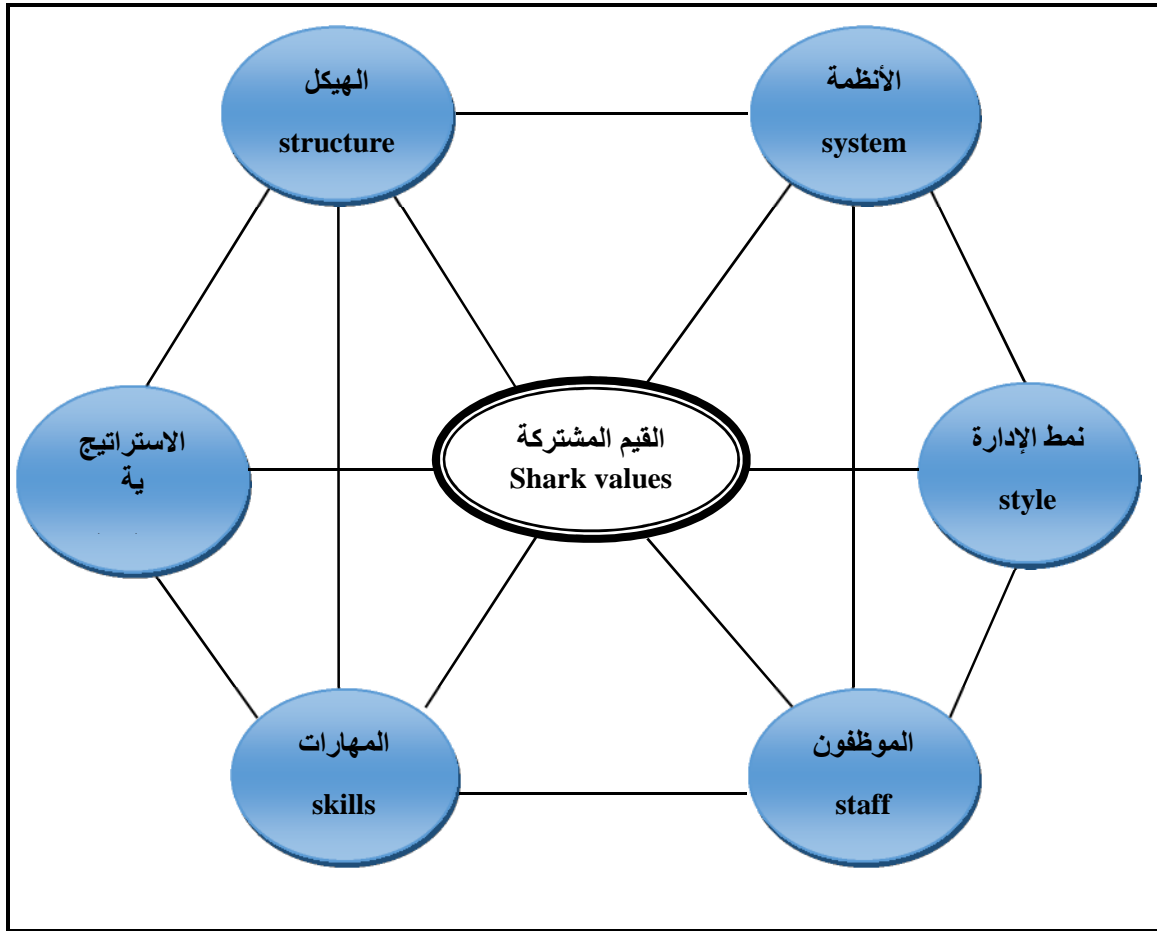 الهيكل
structure
الأنظمة
system
الاستراتيج
ية
القيم المشتركة
Shark values
نمط الإدارة
style
المهارات
skills
الموظفون
staff